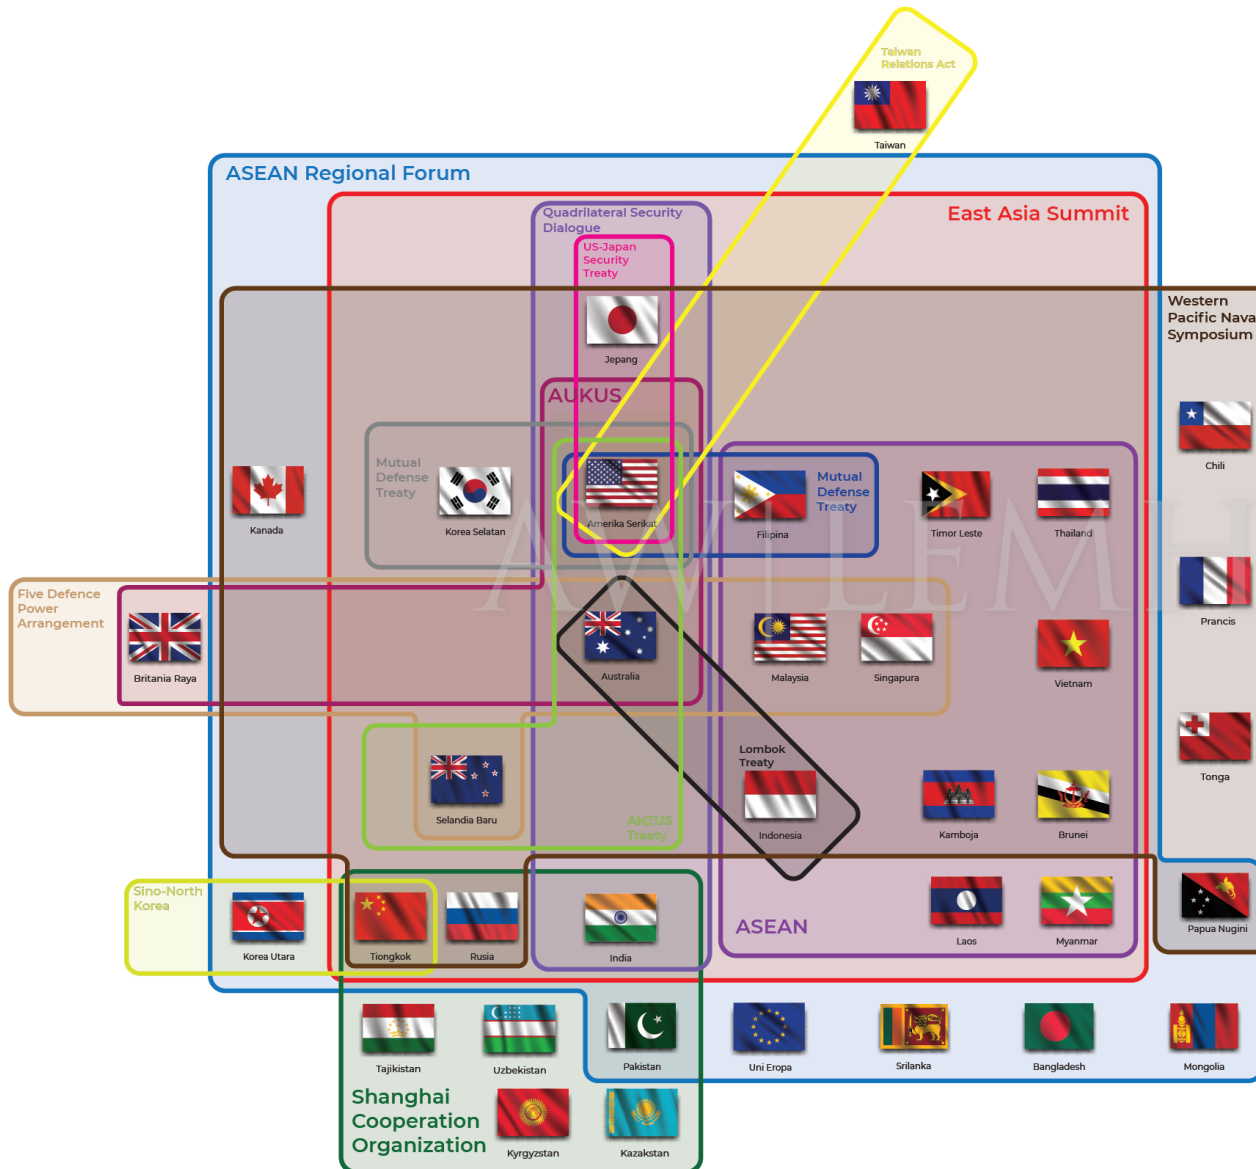 Taiwan
Relations Act
Taiwan
ASEAN Regional Forum
East Asia Summit
Quadrilateral Security
Dialogue
US-Japan
Security
Treaty
Western
Pacific Nava
Symposium
Jepang
AUKUS
Mutual
Defense
Treaty
Mutual
Defense
Treaty
Chili
Kanada
Korea Selatan
Amerika Serikat
Filipina
Timor Leste
Thailand
AWILEMH
Five Defence
Power
Arrangement
Prancis
Britania Raya
Australia
Malaysia
Singapura
Vietnam
Lombok
Treaty
Tonga
Selandia Baru
ANZUS
Treaty
Indonesia
Kamboja
Brunei
Sino-North
Korea
ASEAN
Korea Utara
Tiongkok
Rusia
India
Laos
Myanmar
Papua Nugini
Tajikistan
Uzbekistan
Pakistan
Uni Eropa
Srilanka
Bangladesh
Mongolia
Shanghai
Cooperation
Organization
Kyrgyzstan
Kazakstan